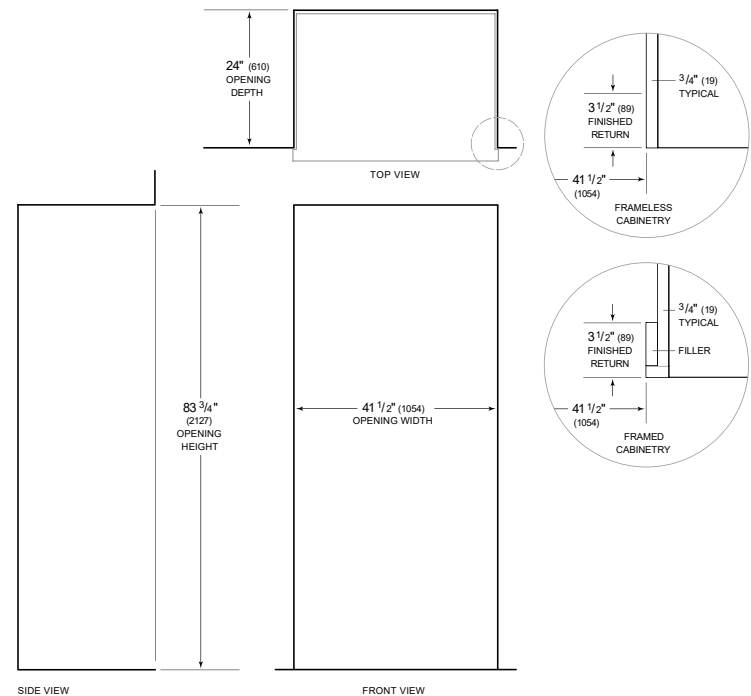 24" (610)
OPENING
DEPTH
TOP VIEW
3/4" (19)
TYPICAL
3 1/2" (89)
FINISHED
RETURN
41 1/2"
(1054)
FRAMELESS
CABINETRY
3/4" (19)
TYPICAL
3 1/2" (89)
FINISHED
RETURN
FILLER
41 1/2"
(1054)
FRAMED
CABINETRY
83 3/4"
(2127)
OPENING
HEIGHT
41 1/2" (1054)
OPENING WIDTH
SIDE VIEW
FRONT VIEW